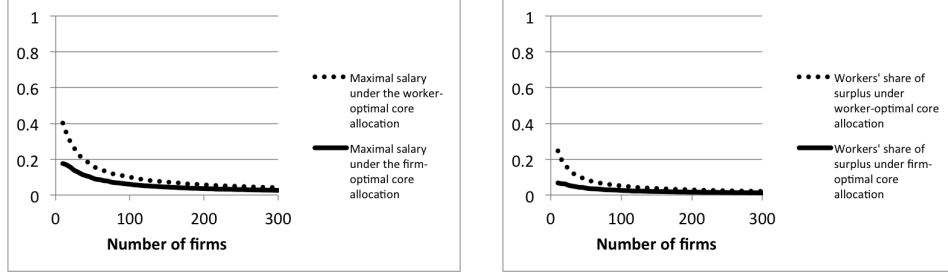 1
0.8
0.6
0.4
0.2
0
0 100 200 300
Number of firms
Maximal salary
under the worker-
optimal core
allocation
Maximal salary
under the firm-
optimal core
allocation
1
0.8
0.6
0.4
0.2
0
0 100 200 300
Number of firms
Workers' share of
surplus under
worker-optimal core
allocation
Workers' share of
surplus under firm-
optimal core
allocation